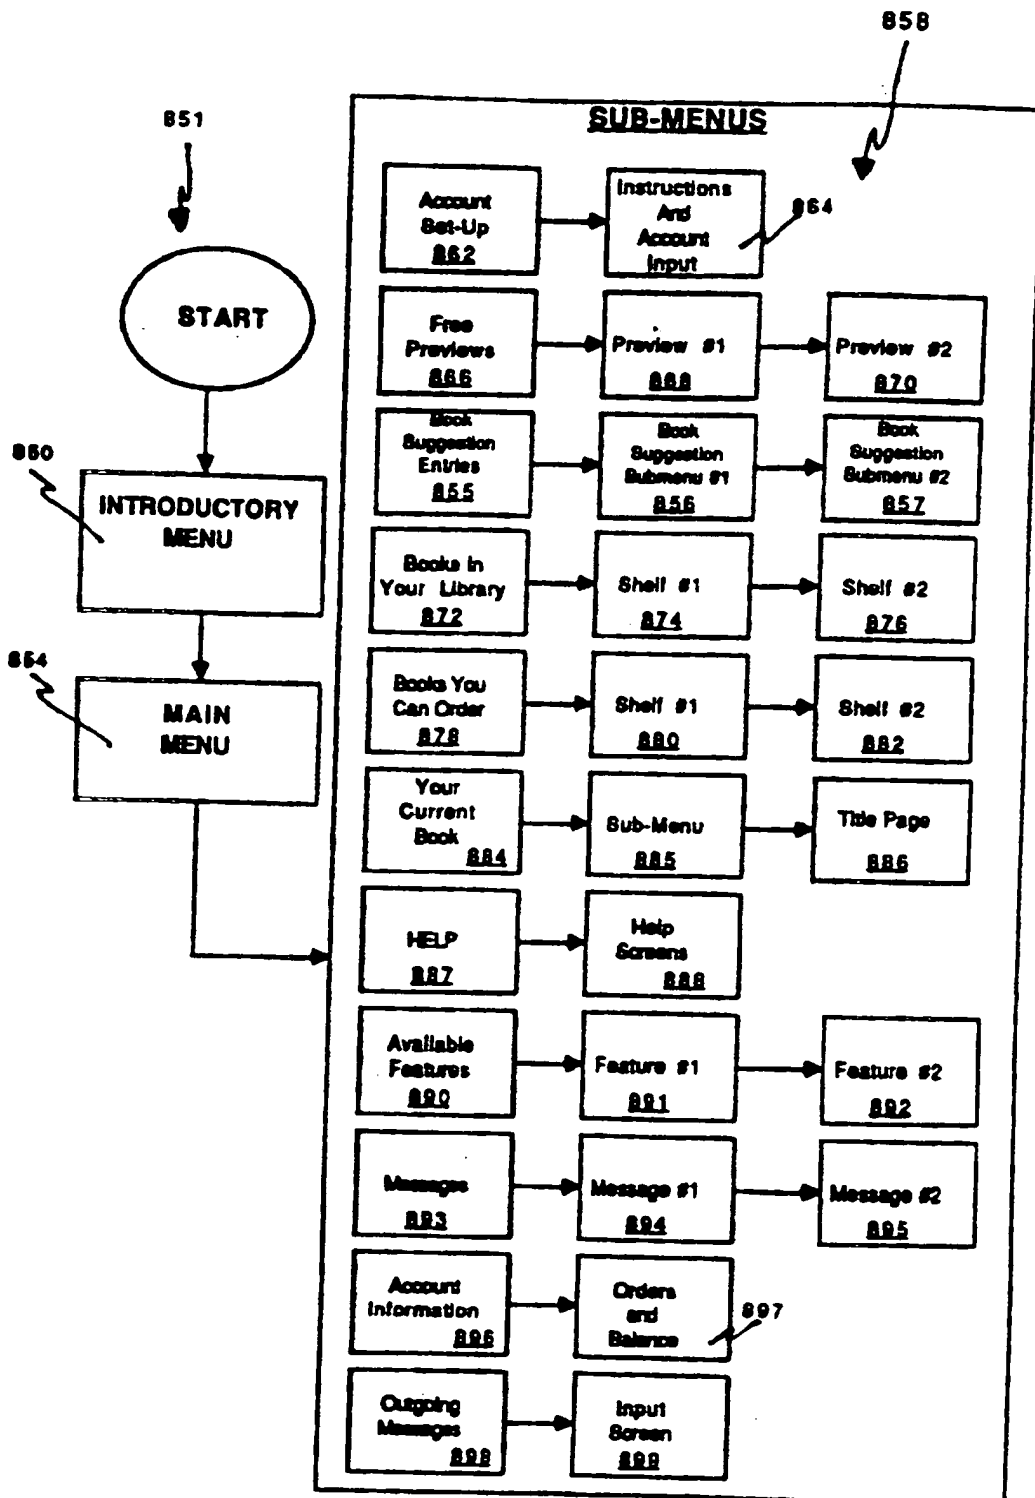 858
851
SUB-MENUS
Account
Set-Up
862
Instructions
And
Account
Input
864
START
Free
Previews
866
Preview #1
868
Preview #2
870
Book
Suggestion
Entries
855
Book
Suggestion
Submenu #1
856
Book
Suggestion
Submenu #2
857
850
INTRODUCTORY
MENU
Books In
Your Library
872
Shelf #1
874
Shelf #2
876
854
MAIN
MENU
Books You
Can Order
878
Shelf #1
880
Shelf #2
882
Your
Current
Book
884
Sub-Menu
885
Title Page
886
HELP
887
Help
Screens
888
Available
Features
890
Feature #1
891
Feature #2
892
Messages
893
Message #1
894
Message #2
895
Account
Information
896
Orders
and
Balance
897
Outgoing
Messages
898
Input
Screen
899